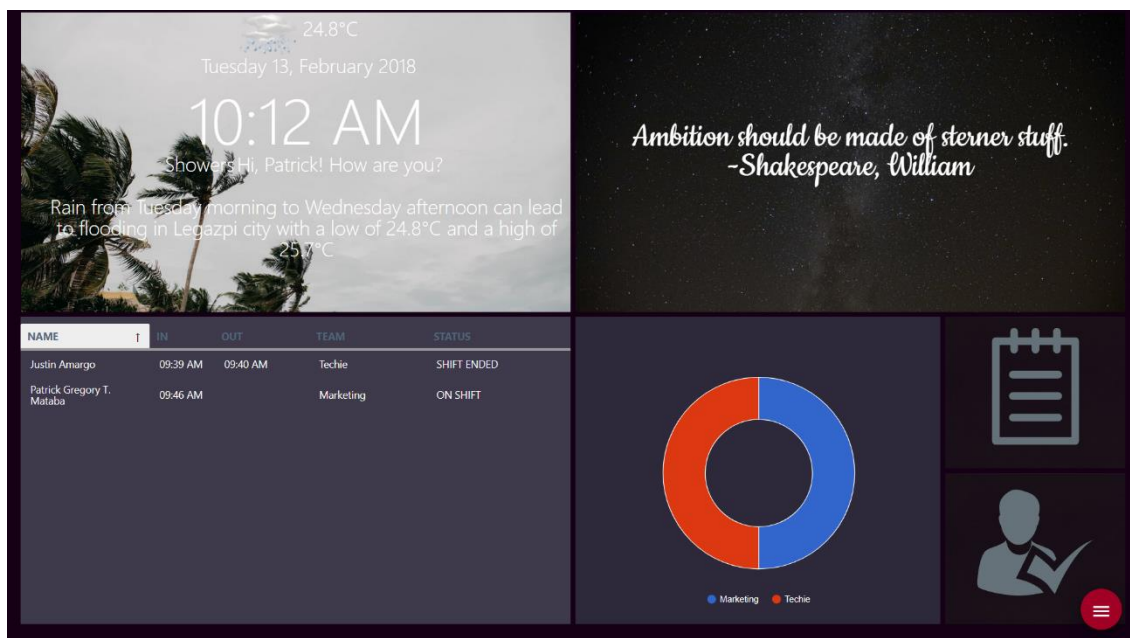 24.8°C
Tuesday 13, February 2018
10:12 AM
Showers Hi, Patrick! How are you?
Rain from Tuesday morning to Wednesday afternoon can lead
to flooding in Legazpi city with a low of 24.8°C and a high of
25.7°C
Ambition should be made of sterner stuff.
-Shakespeare, William
NAME ↑ IN OUT TEAM STATUS
Justin Amargo 09:39 AM 09:40 AM Techie SHIFT ENDED
Patrick Gregory T.
Mataba 09:46 AM Marketing ON SHIFT
Marketing Techie